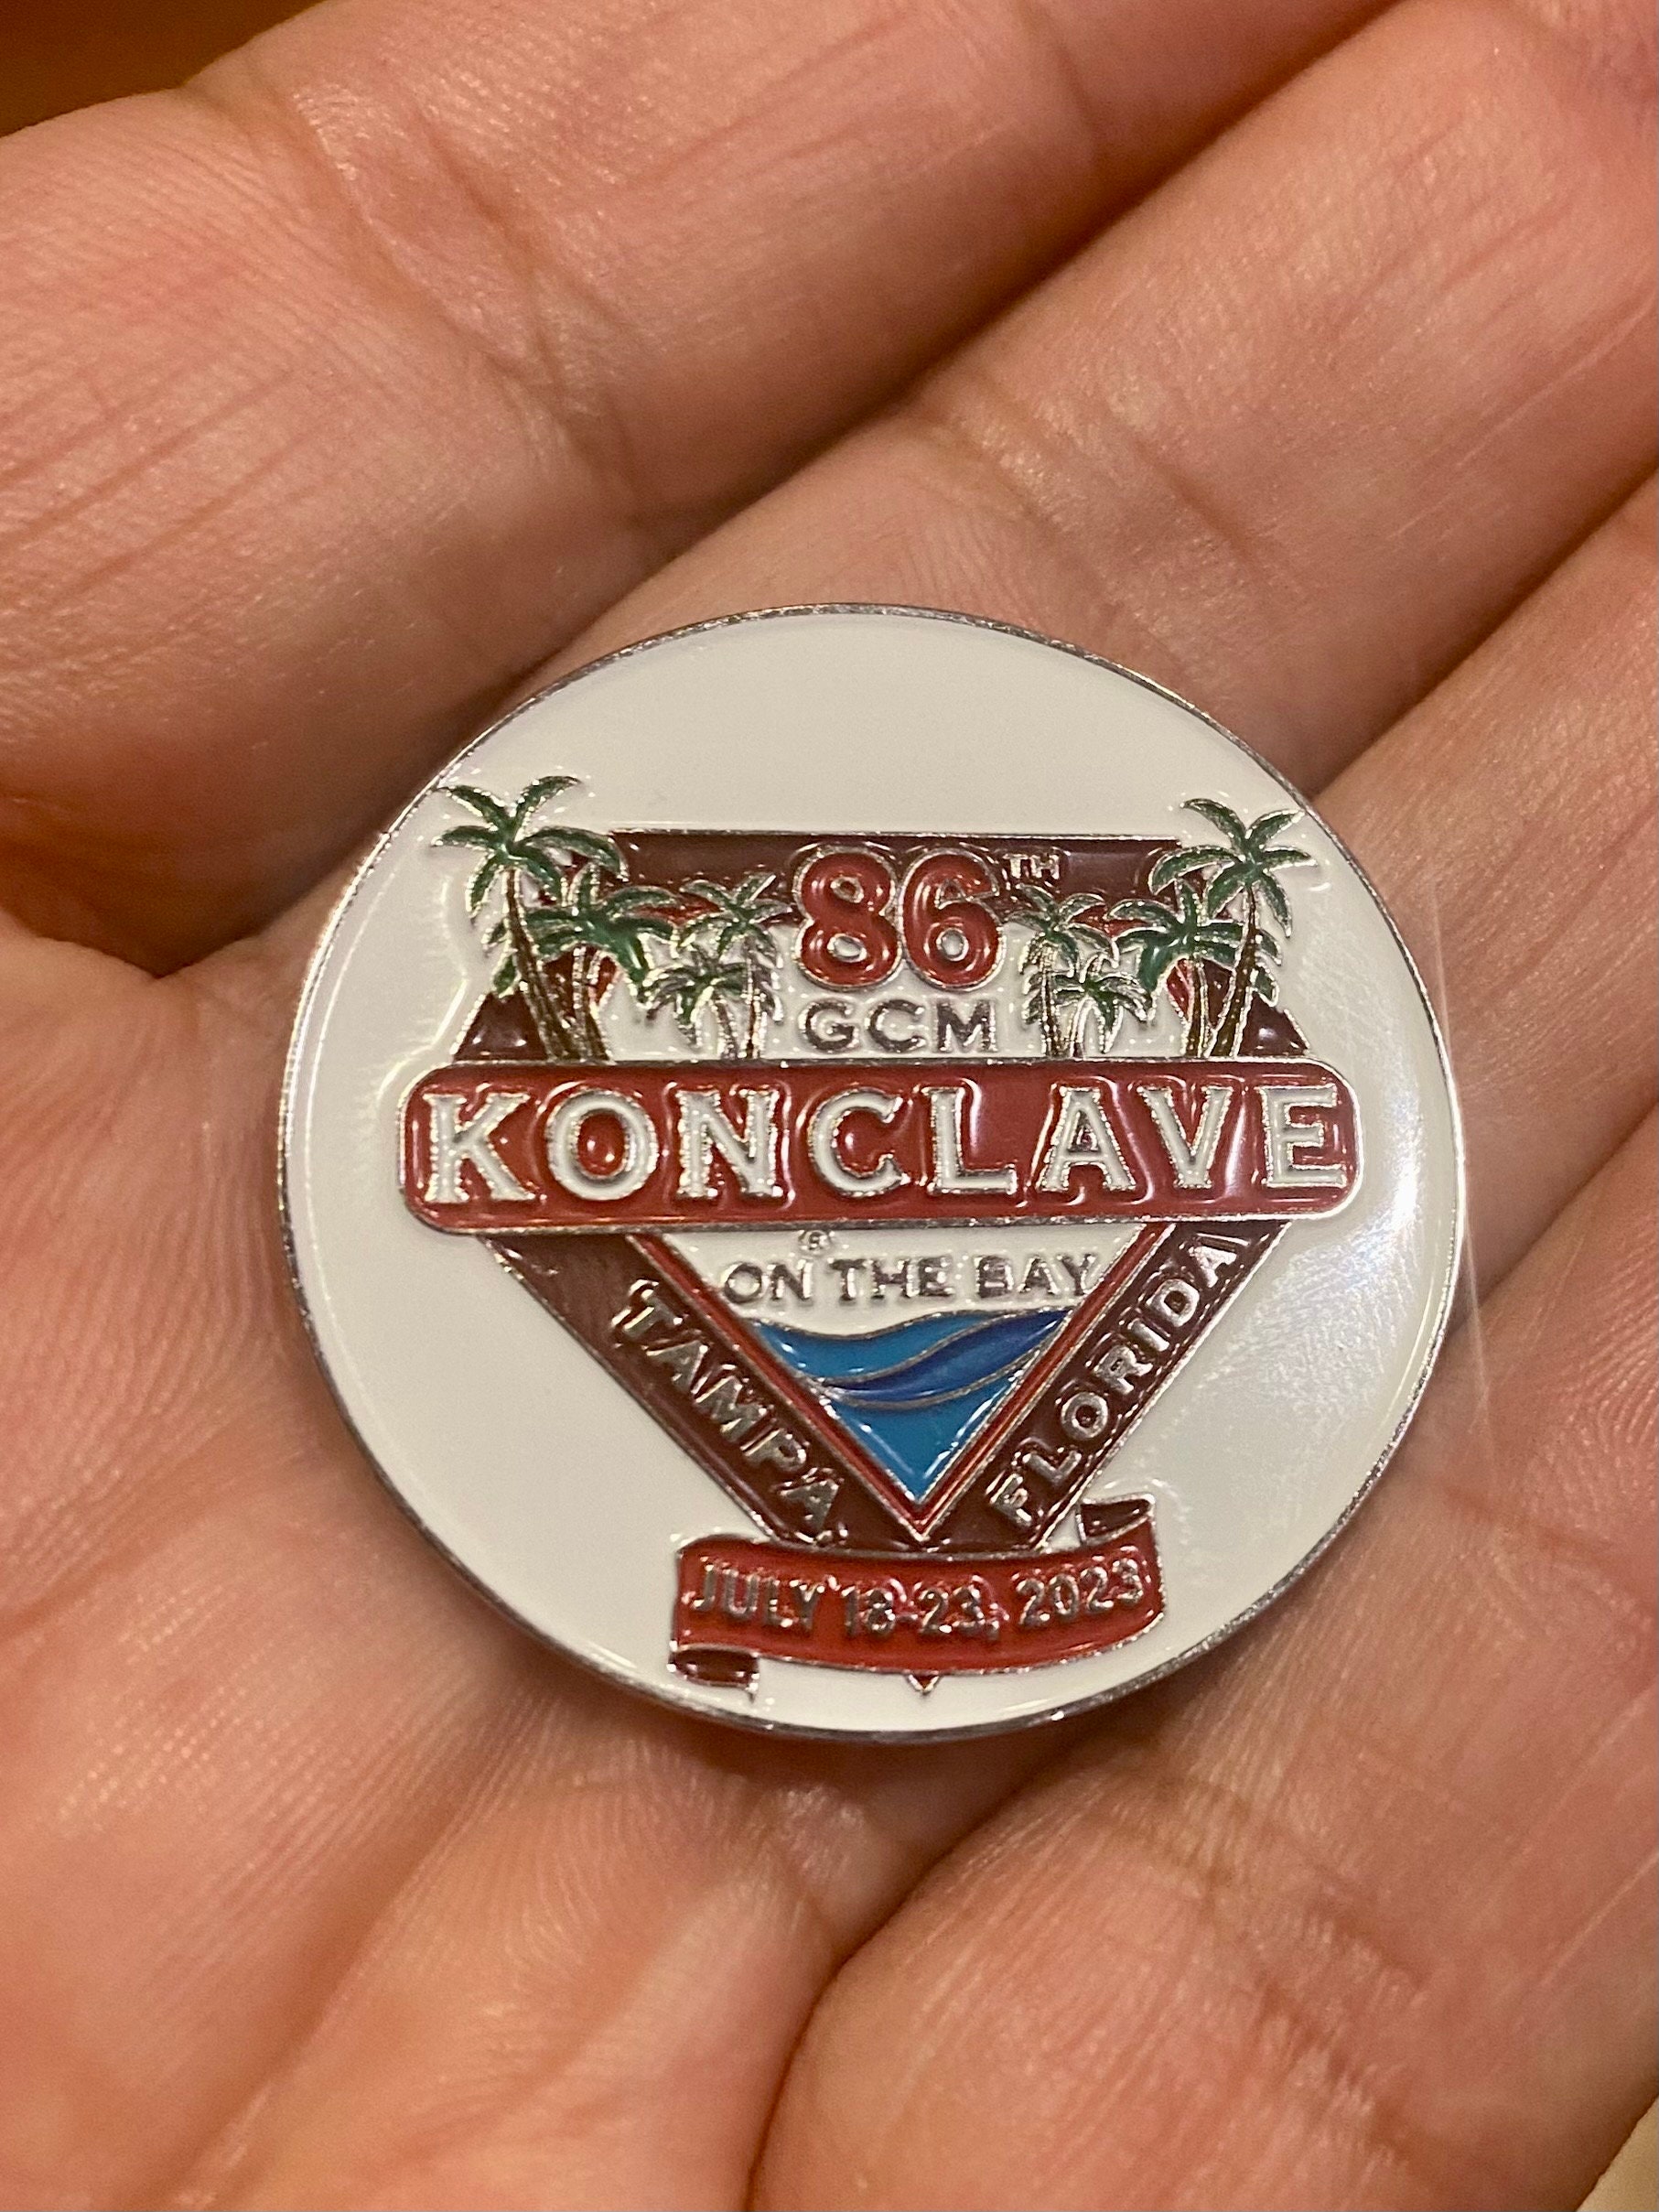 86TH
GCM
KONCLAVE
®
ON THE BAY
TAMPA
FLORIDA
JULY 18-23, 2023